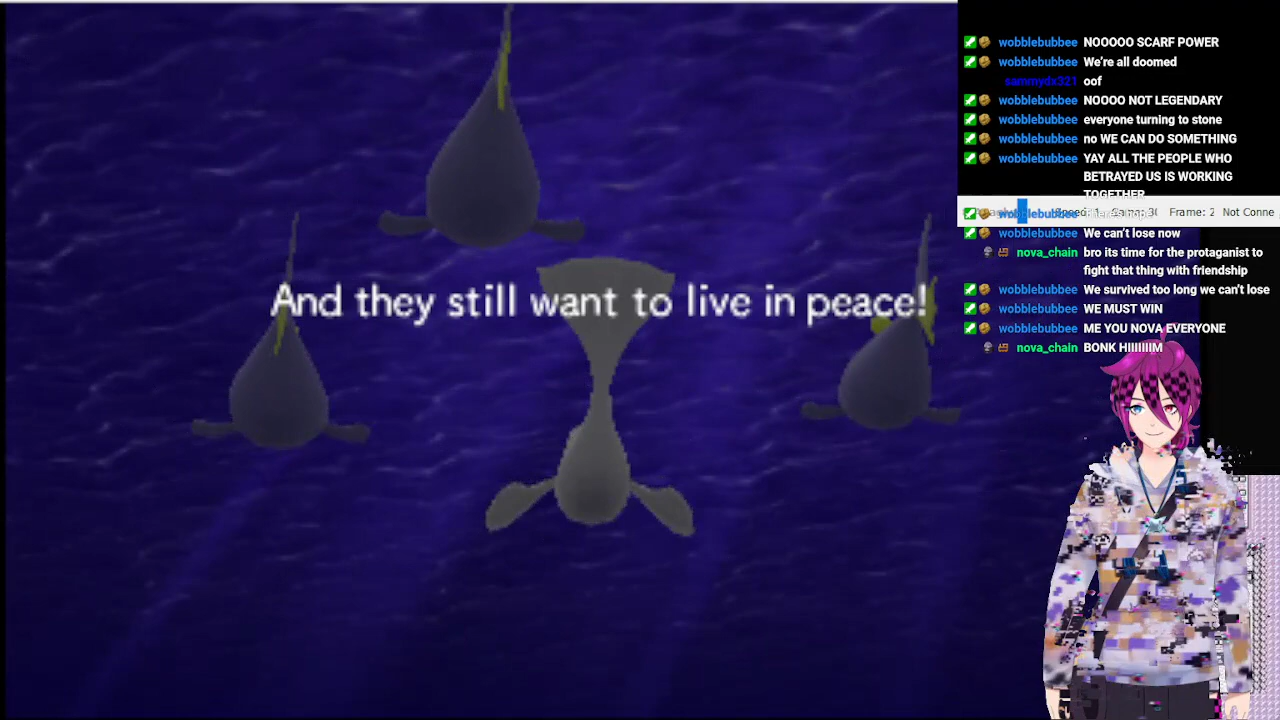 And they still want to live in peace!
wobblebubbee NOOOOO SCARF POWER
wobblebubbee We're all doomed
sammydx321 oof
wobblebubbee NOOOO NOT LEGENDARY
wobblebubbee everyone turning to stone
wobblebubbee no WE CAN DO SOMETHING
wobblebubbee YAY ALL THE PEOPLE WHO
BETRAYED US IS WORKING
TOGETHER
wobblebubbee
Frame: 2 Not Conne
wobblebubbee We can't lose now
nova_chain bro its time for the protaganist to
fight that thing with friendship
wobblebubbee We survived too long we can't lose
wobblebubbee WE MUST WIN
wobblebubbee ME YOU NOVA EVERYONE
nova_chain BONK HIIIIIIIM